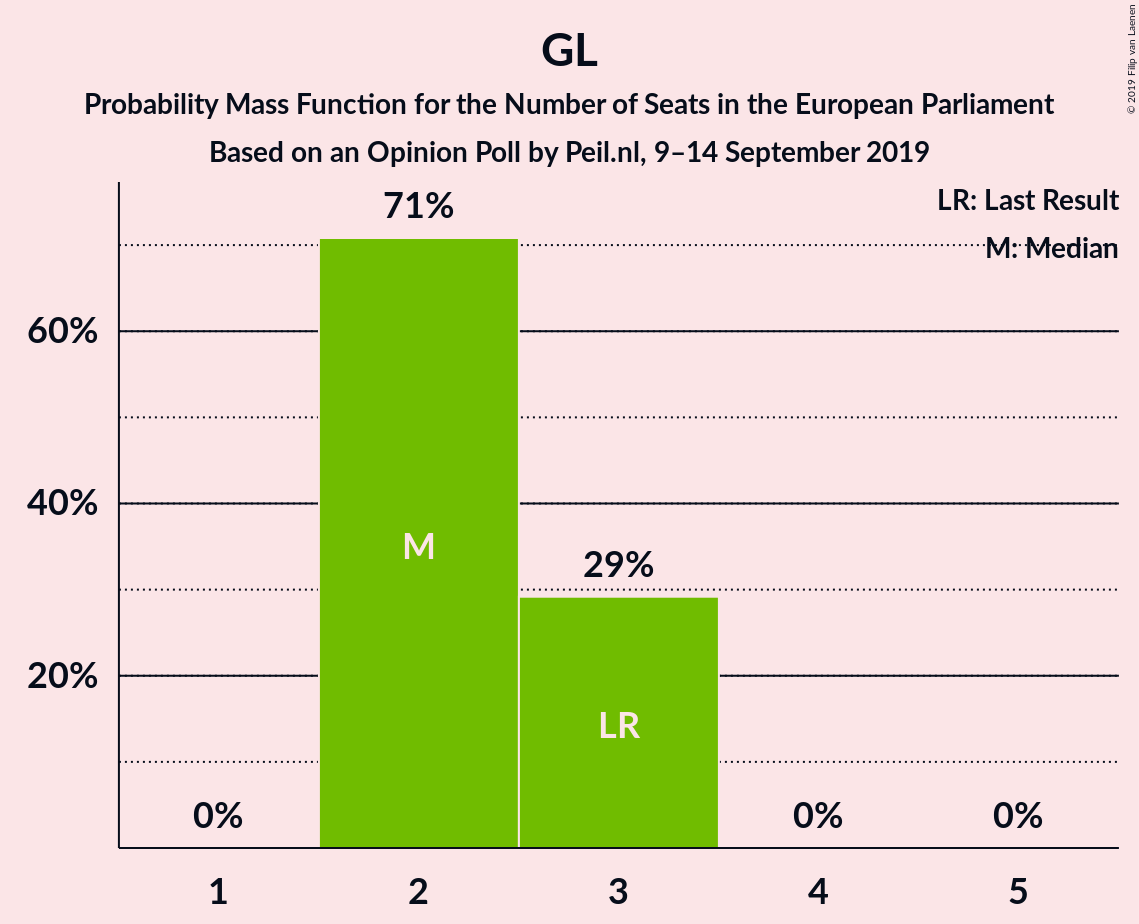 GL
Probability Mass Function for the Number of Seats in the European Parliament
Based on an Opinion Poll by Peil.nl, 9–14 September 2019
© 2019 Filip van Laenen
LR: Last Result
M: Median
71%
60%
40%
20%
M
29%
LR
0%
0%
0%
1
2
3
4
5